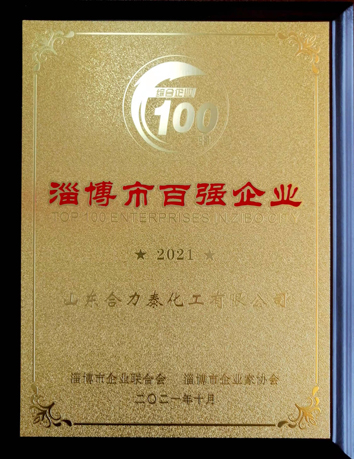 综合企业
100
淄博市百强企业
TOP 100 ENTERPRISES IN ZIBO CITY
★ 2021 ★
山东合力泰化工有限公司
淄博市企业联合会 淄博市企业家协会
二〇二一年十月